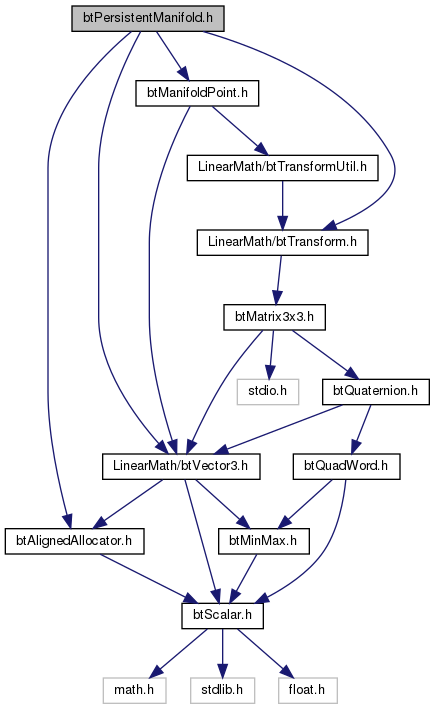 btPersistentManifold.h
btManifoldPoint.h
LinearMath/btTransformUtil.h
LinearMath/btTransform.h
btMatrix3x3.h
stdio.h
btQuaternion.h
LinearMath/btVector3.h
btQuadWord.h
btAlignedAllocator.h
btMinMax.h
btScalar.h
math.h
stdlib.h
float.h